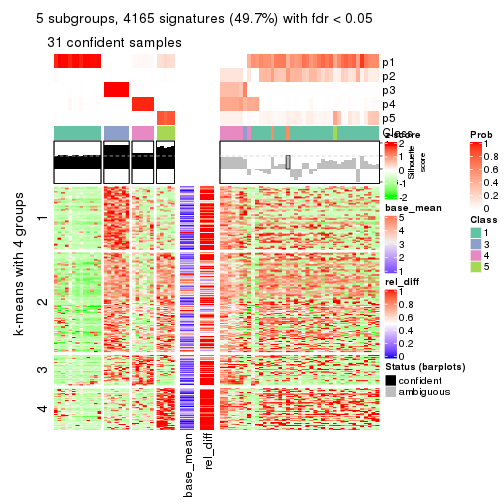 5 subgroups, 4165 signatures (49.7%) with fdr < 0.05
31 confident samples
p1
p2
p3
p4
p5
Class
Silhouette
score
k-means with 4 groups
1
2
3
4
base_mean
rel_diff
z-score
2
1
0
-1
-2
base_mean
5
4
3
2
1
rel_diff
1
0.8
0.6
0.4
0.2
0
Status (barplots)
confident
ambiguous
Prob
1
0.8
0.6
0.4
0.2
0
Class
1
3
4
5